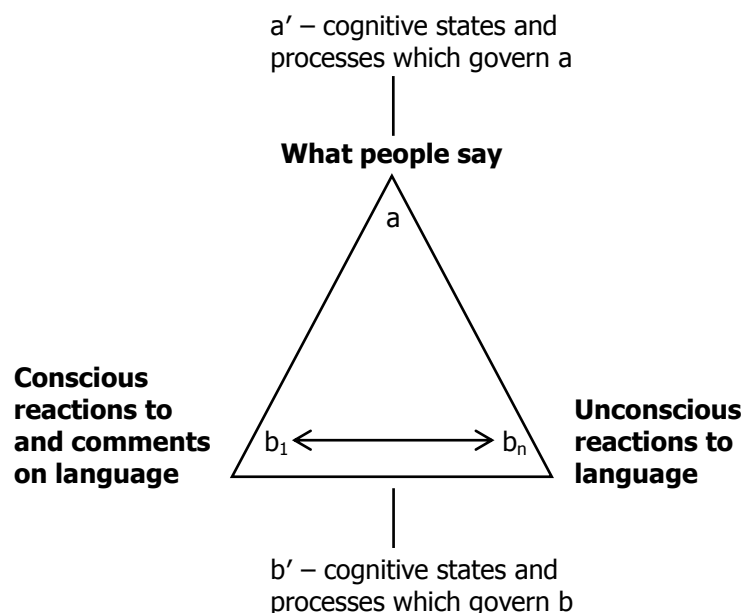 a′ – cognitive states and
processes which govern a
What people say
a
Conscious
reactions to
and comments
on language
b₁
bₙ
Unconscious
reactions to
language
b′ – cognitive states and
processes which govern b